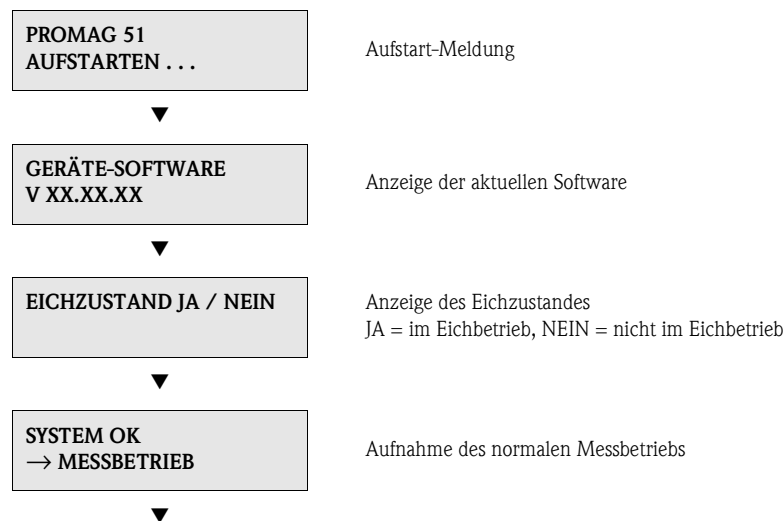 PROMAG 51
AUFSTARTEN . . .
Aufstart-Meldung
▼
GERÄTE-SOFTWARE
V XX.XX.XX
Anzeige der aktuellen Software
▼
EICHZUSTAND JA / NEIN
Anzeige des Eichzustandes
JA = im Eichbetrieb, NEIN = nicht im Eichbetrieb
▼
SYSTEM OK
→ MESSBETRIEB
Aufnahme des normalen Messbetriebs
▼